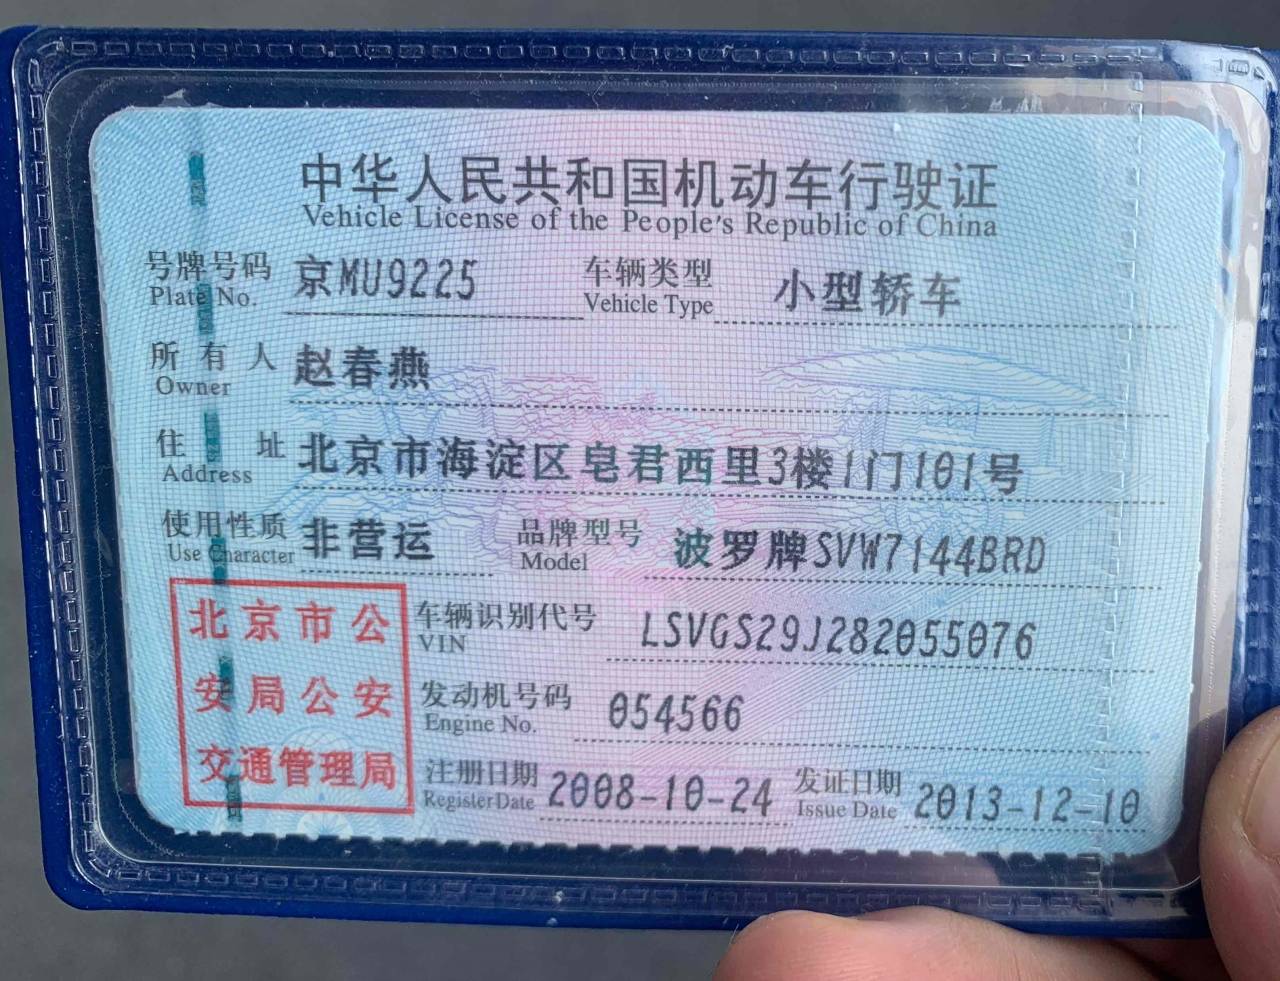 中华人民共和国机动车行驶证
Vehicle License of the People's Republic of China
号牌号码 京MU9225 车辆类型 小型轿车
Plate No. Vehicle Type
所有人 赵春燕
Owner
住址 北京市海淀区皂君西里3楼1门101号
Address
使用性质 非营运 品牌型号 波罗牌SVW7144BRD
Use Character Model
北京市公
安局公安
交通管理局
车辆识别代号 LSVGS29J282055076
VIN
发动机号码 054566
Engine No.
注册日期 2008-10-24 发证日期 2013-12-10
Register Date Issue Date